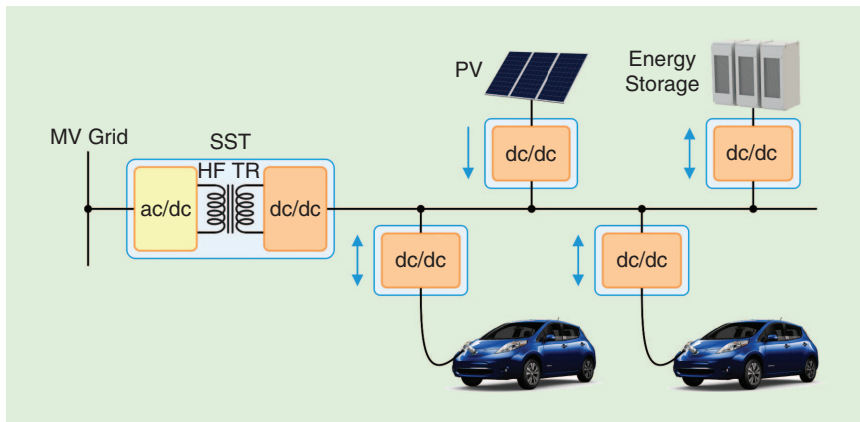 PV
Energy
Storage
MV Grid
SST
HF TR
ac/dc
dc/dc
dc/dc
dc/dc
dc/dc
dc/dc